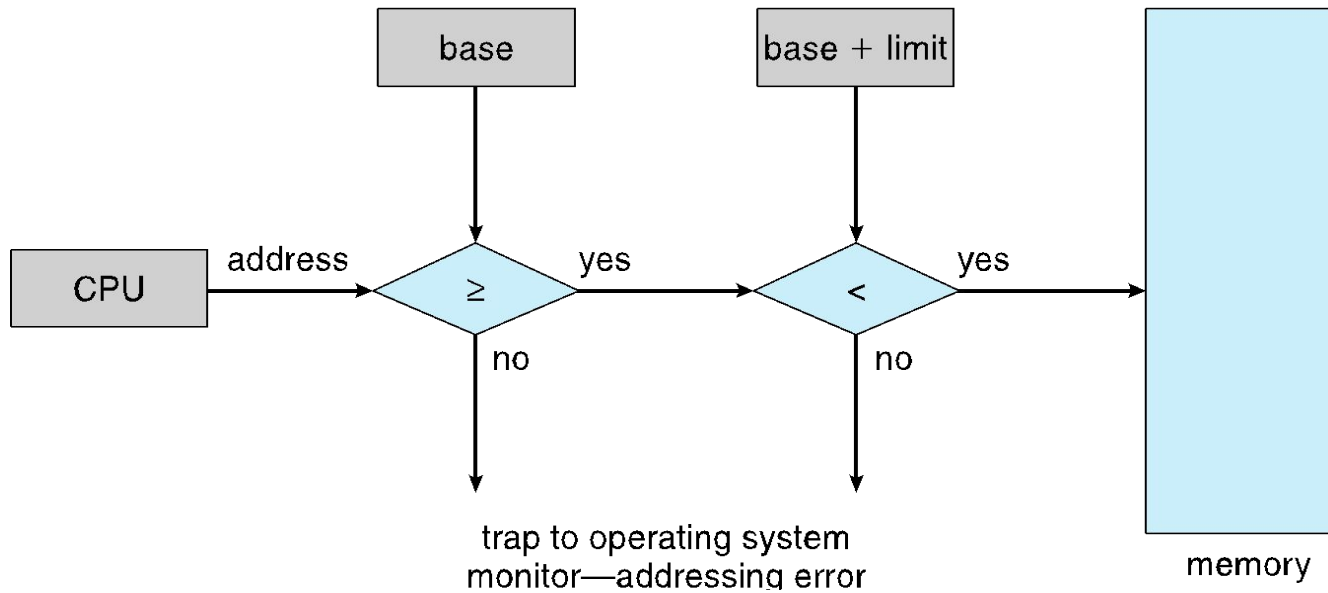 base
base + limit
CPU
address
≥
yes
<
yes
no
no
trap to operating system
monitor—addressing error
memory